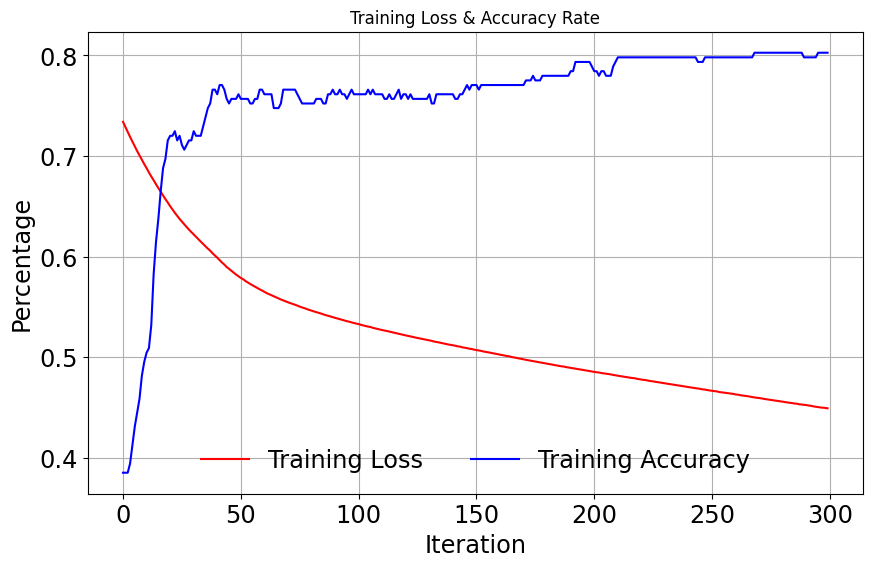 Training Loss & Accuracy Rate
Percentage
0.8
0.7
0.6
0.5
0.4
Training Loss
Training Accuracy
0 50 100 150 200 250 300
Iteration